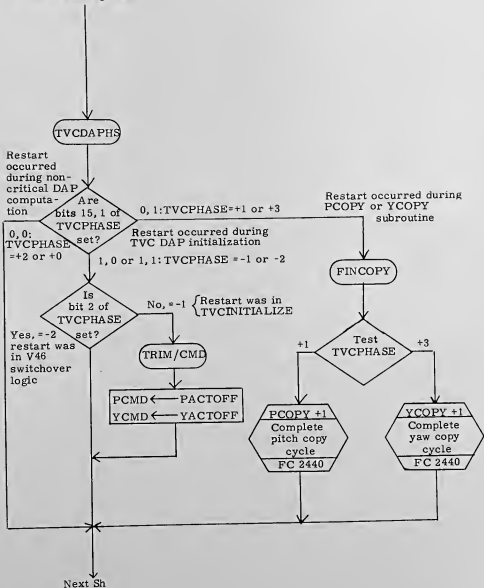 TVCDAPHS
Restart
occurred
during non-
critical DAP
computa-
tion
Are
bits 15, 1 of
TVCPHASE
set?
0, 0:
TVCPHASE
=+2 or +0
0, 1:TVCPHASE=+1 or +3
Restart occurred during
TVC DAP initialization
1, 0 or 1, 1: TVCPHASE = -1 or -2
Restart occurred during
PCOPY or YCOPY
subroutine
FINCOPY
Is
bit 2 of
TVCPHASE
set?
Yes, =-2
restart was
in V46
switchover
logic
No, = -1 { Restart was in
TVCINITIALIZE
TRIM/CMD
PCMD ← PACTOFF
YCMD ← YACTOFF
Test
TVCPHASE
+1
+3
PCOPY +1
Complete
pitch copy
cycle
FC 2440
YCOPY +1
Complete
yaw copy
cycle
FC 2440
Next Sh